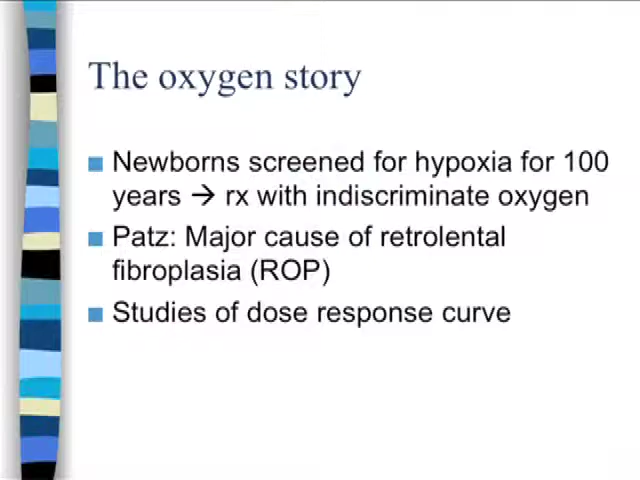 The oxygen story
Newborns screened for hypoxia for 100
years → rx with indiscriminate oxygen
Patz: Major cause of retrolental
fibroplasia (ROP)
Studies of dose response curve